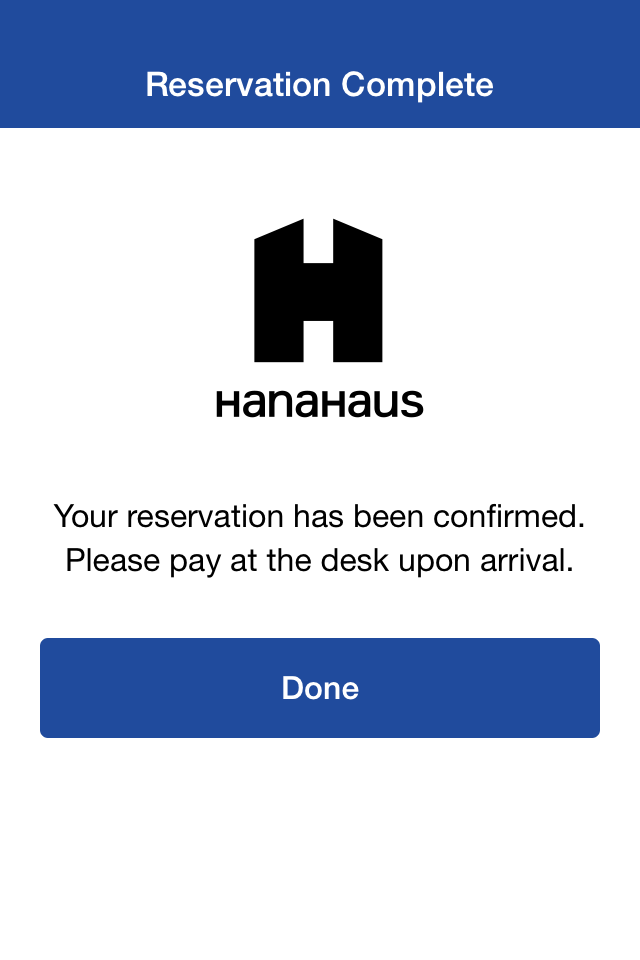 Reservation Complete
HanaHaus
Your reservation has been confirmed.
Please pay at the desk upon arrival.
Done